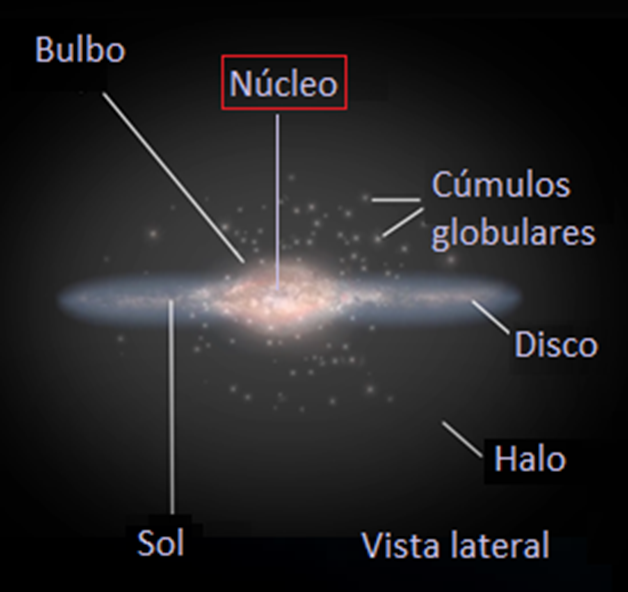 Bulbo
Núcleo
Cúmulos
globulares
Disco
Halo
Sol
Vista lateral